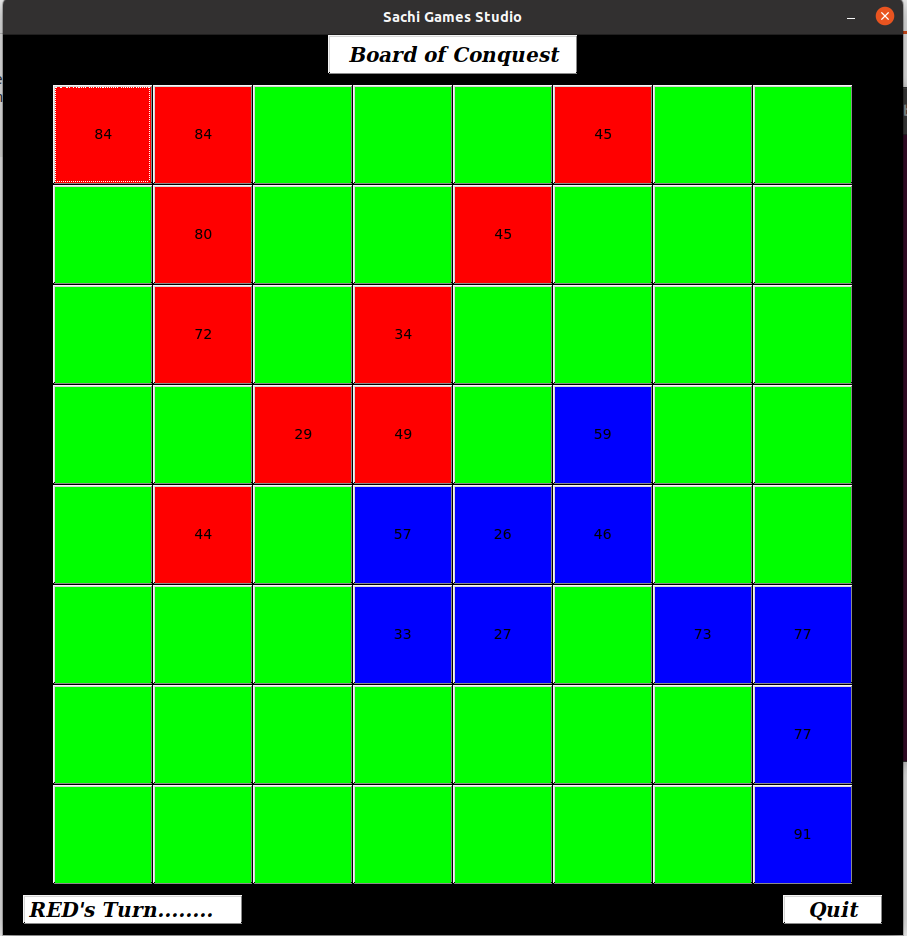 Sachi Games Studio
Board of Conquest
84 84 45
80 45
72 34
29 49 59
44 57 26 46
33 27 73 77
77
91
RED's Turn........ Quit